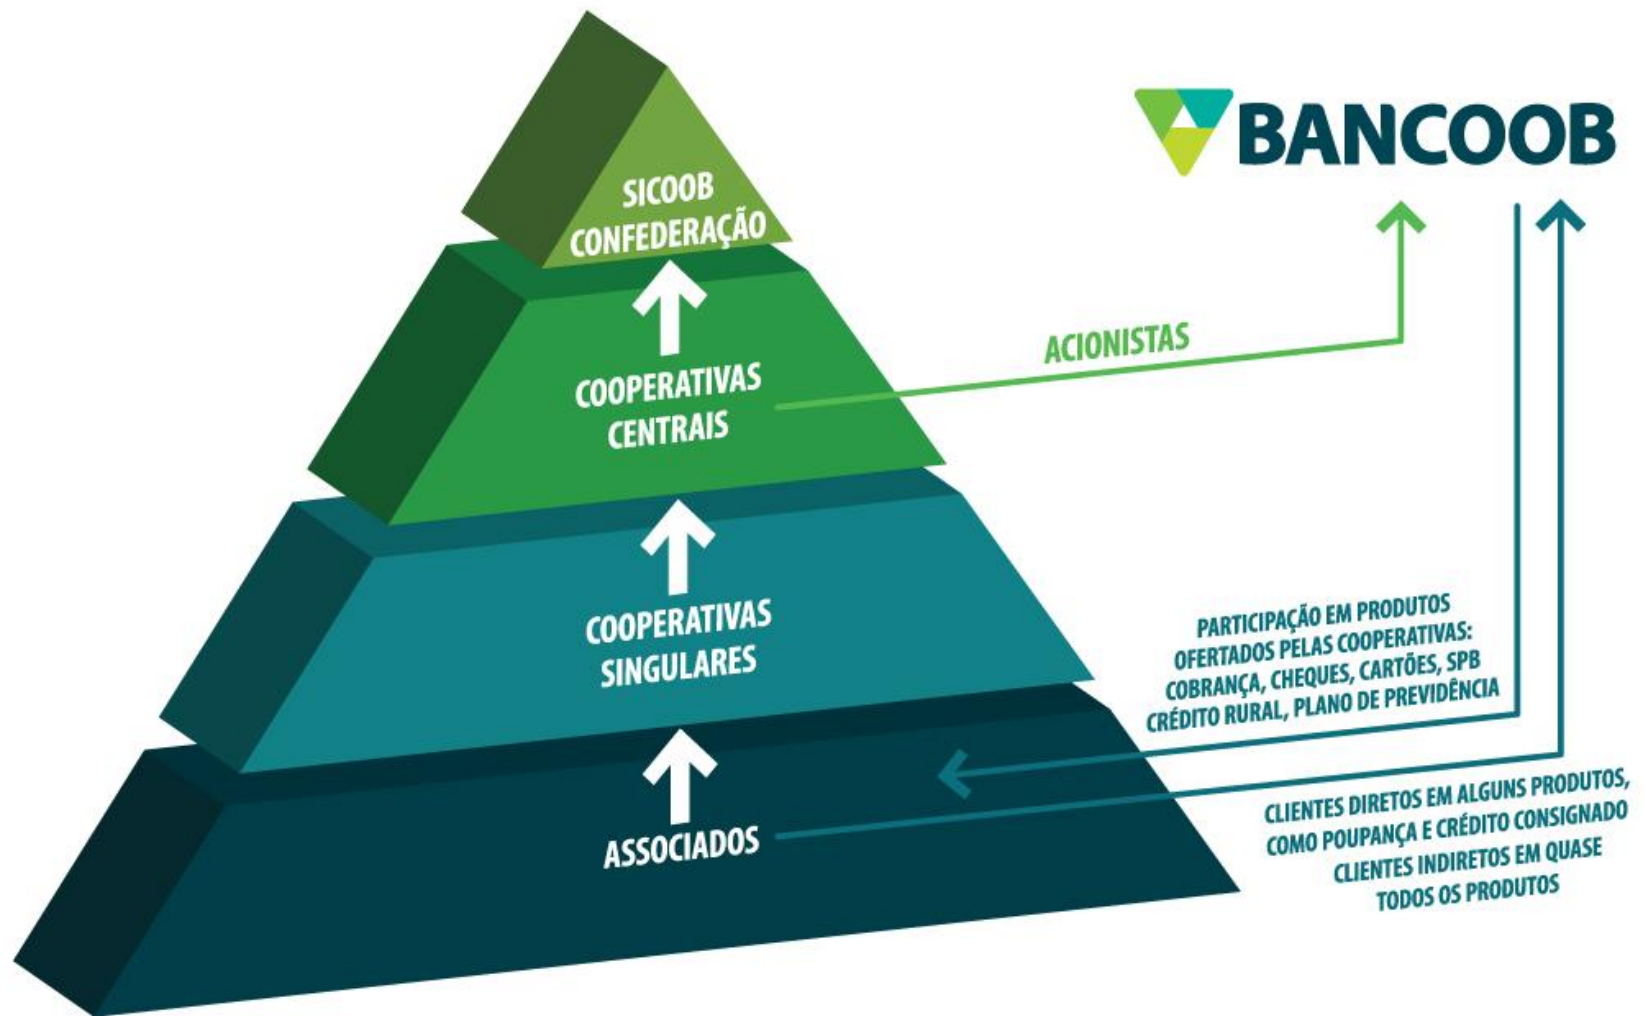 BANCOOB
SICOOB
CONFEDERAÇÃO
ACIONISTAS
COOPERATIVAS
CENTRAIS
COOPERATIVAS
SINGULARES
PARTICIPAÇÃO EM PRODUTOS
OFERTADOS PELAS COOPERATIVAS:
COBRANÇA, CHEQUES, CARTÕES, SPB
CRÉDITO RURAL, PLANO DE PREVIDÊNCIA
ASSOCIADOS
CLIENTES DIRETOS EM ALGUNS PRODUTOS,
COMO POUPANÇA E CRÉDITO CONSIGNADO
CLIENTES INDIRETOS EM QUASE
TODOS OS PRODUTOS